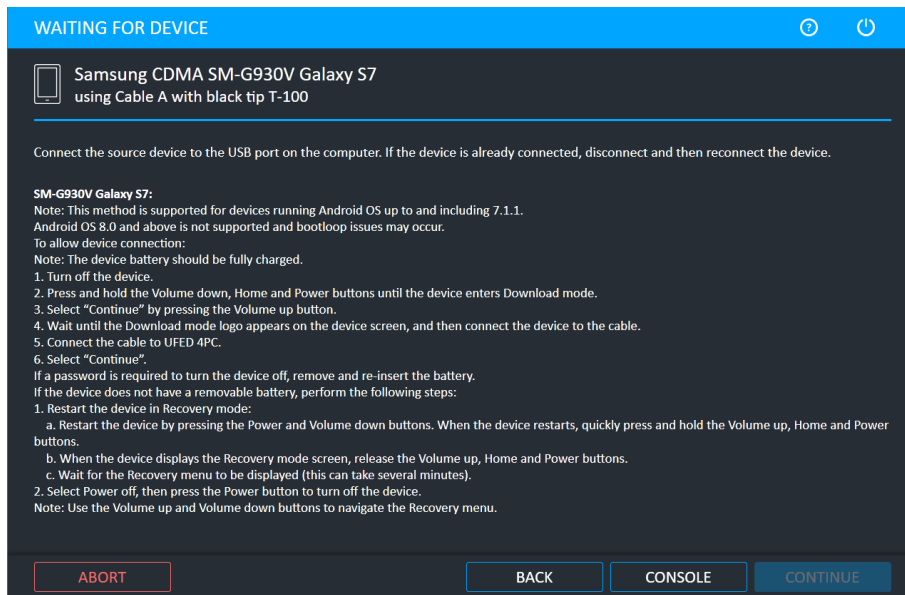 WAITING FOR DEVICE
Samsung CDMA SM-G930V Galaxy S7
using Cable A with black tip T-100
Connect the source device to the USB port on the computer. If the device is already connected, disconnect and then reconnect the device.
SM-G930V Galaxy S7:
Note: This method is supported for devices running Android OS up to and including 7.1.1.
Android OS 8.0 and above is not supported and bootloop issues may occur.
To allow device connection:
Note: The device battery should be fully charged.
1. Turn off the device.
2. Press and hold the Volume down, Home and Power buttons until the device enters Download mode.
3. Select “Continue” by pressing the Volume up button.
4. Wait until the Download mode logo appears on the device screen, and then connect the device to the cable.
5. Connect the cable to UFED 4PC.
6. Select “Continue”.
If a password is required to turn the device off, remove and re-insert the battery.
If the device does not have a removable battery, perform the following steps:
1. Restart the device in Recovery mode:
a. Restart the device by pressing the Power and Volume down buttons. When the device restarts, quickly press and hold the Volume up, Home and Power
buttons.
b. When the device displays the Recovery mode screen, release the Volume up, Home and Power buttons.
c. Wait for the Recovery menu to be displayed (this can take several minutes).
2. Select Power off, then press the Power button to turn off the device.
Note: Use the Volume up and Volume down buttons to navigate the Recovery menu.
ABORT BACK CONSOLE CONTINUE